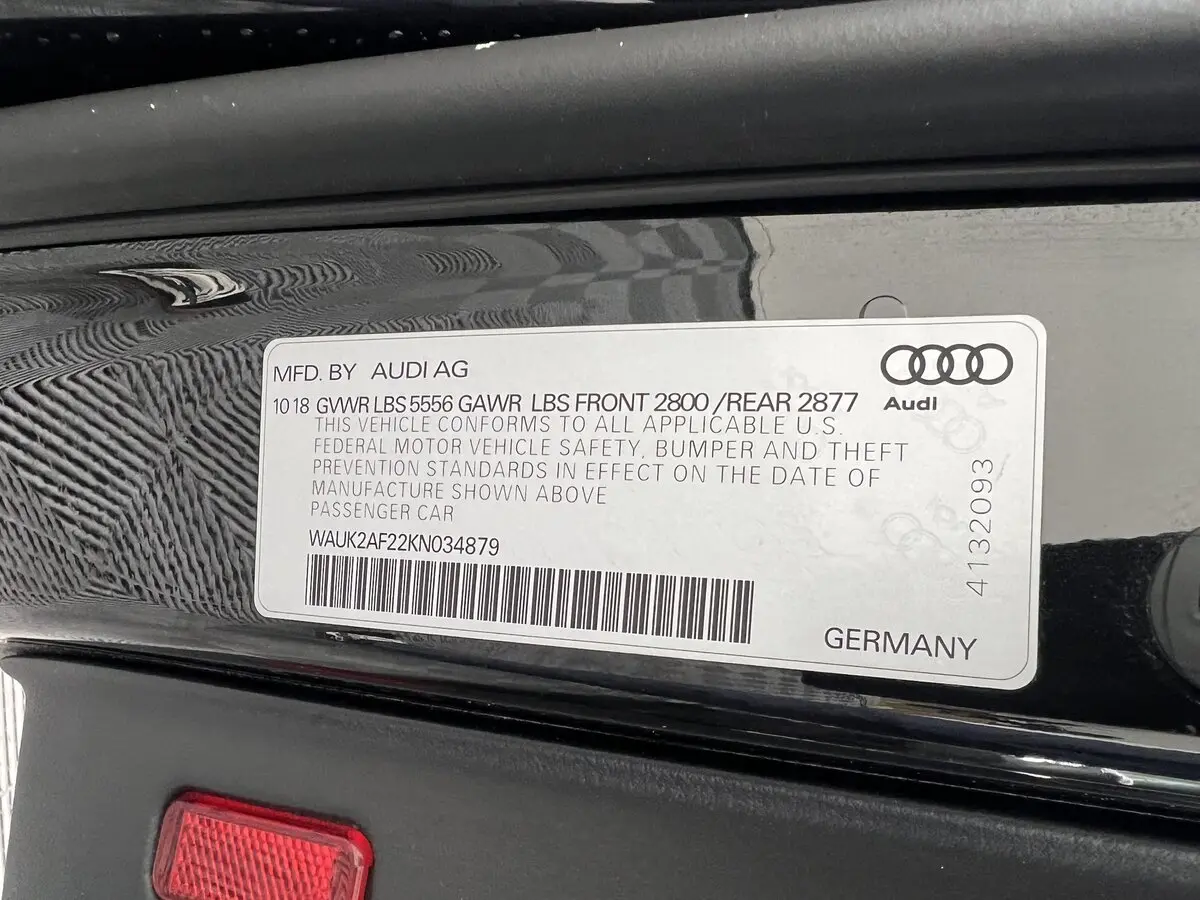 MFD. BY AUDI AG
10 18 GVWR LBS 5556 GAWR LBS FRONT 2800 /REAR 2877
Audi
THIS VEHICLE CONFORMS TO ALL APPLICABLE U.S.
FEDERAL MOTOR VEHICLE SAFETY, BUMPER AND THEFT
PREVENTION STANDARDS IN EFFECT ON THE DATE OF
MANUFACTURE SHOWN ABOVE
PASSENGER CAR
WAUK2AF22KN034879
4132093
GERMANY